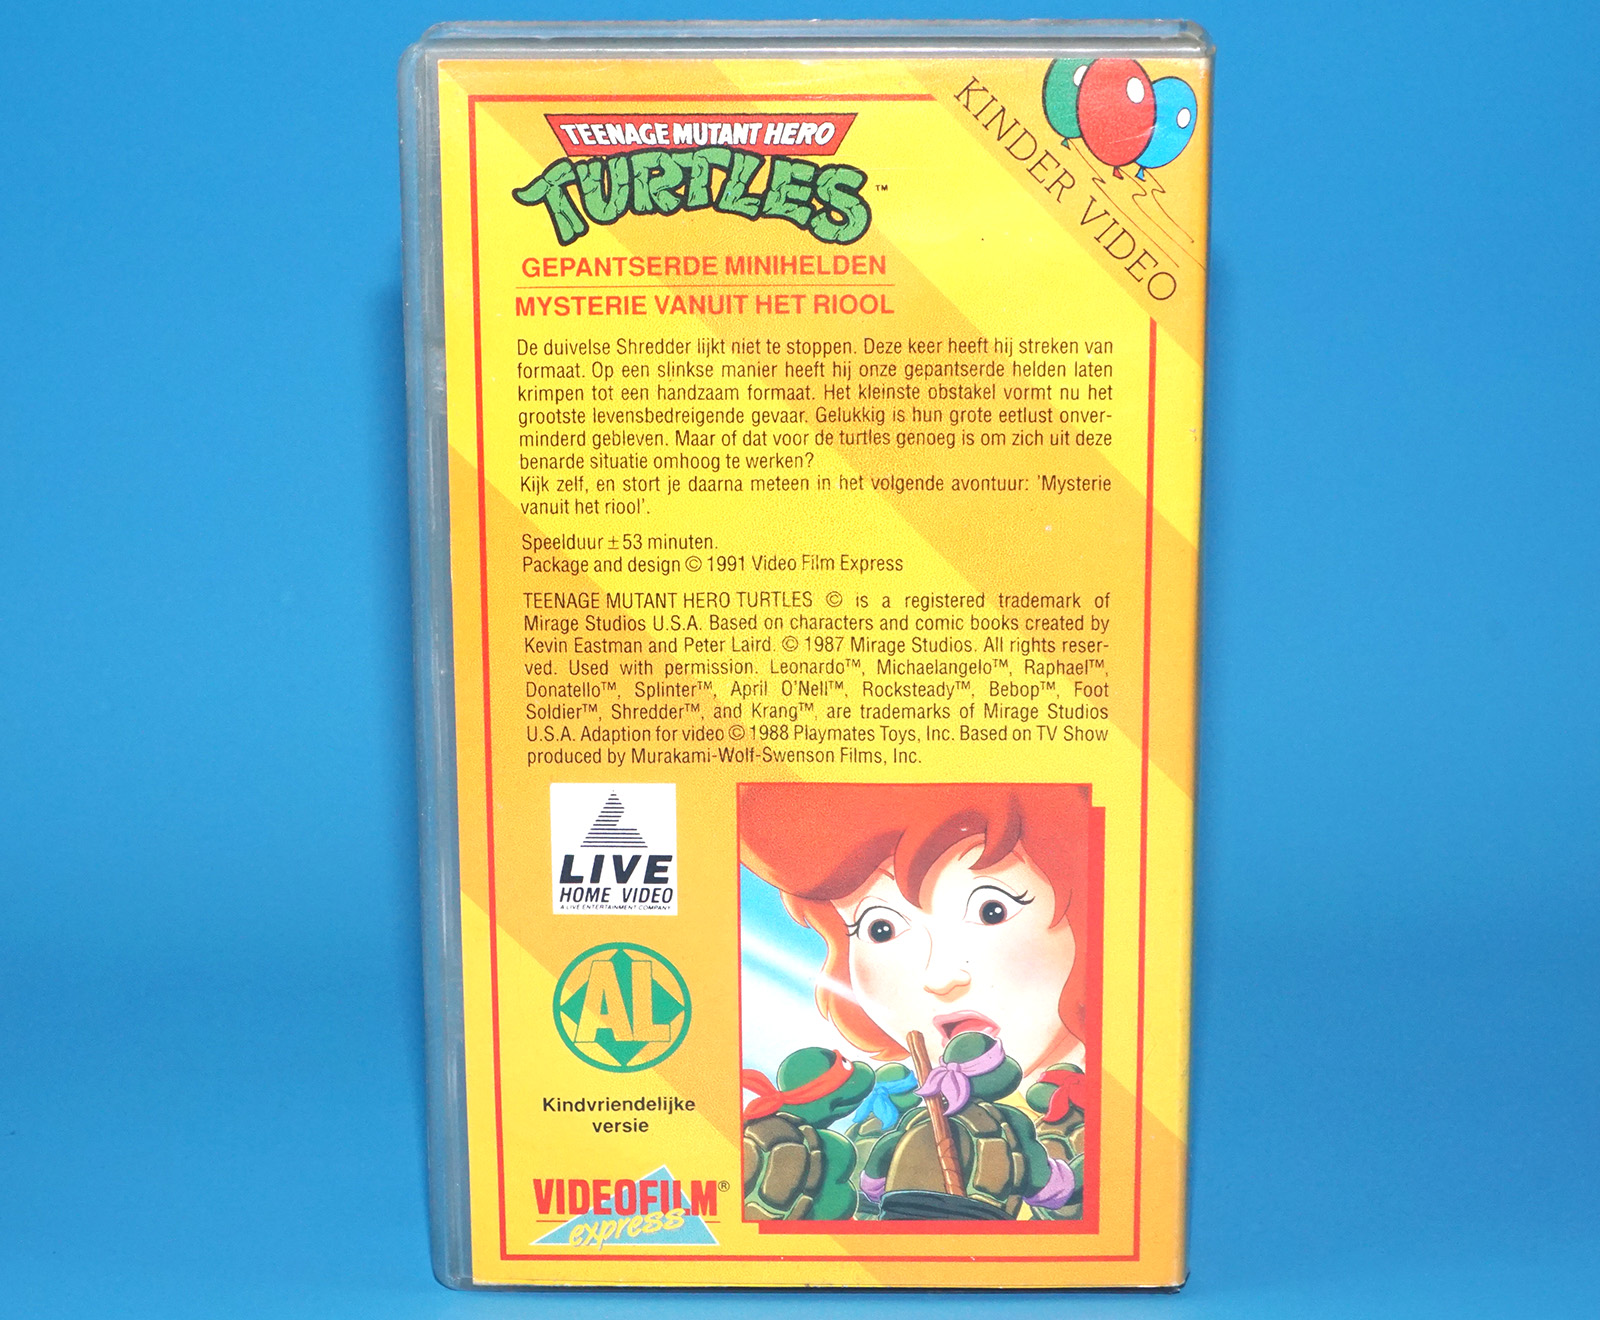 TEENAGE MUTANT HERO
TURTLES™
KINDER VIDEO
GEPANTSERDE MINIHELDEN
MYSTERIE VANUIT HET RIOOL
De duivelse Shredder lijkt niet te stoppen. Deze keer heeft hij streken van
formaat. Op een slinkse manier heeft hij onze gepantserde helden laten
krimpen tot een handzaam formaat. Het kleinste obstakel vormt nu het
grootste levensbedreigende gevaar. Gelukkig is hun grote eetlust onver-
minderd gebleven. Maar of dat voor de turtles genoeg is om zich uit deze
benarde situatie omhoog te werken?
Kijk zelf, en stort je daarna meteen in het volgende avontuur: 'Mysterie
vanuit het riool'.
Speelduur ± 53 minuten.
Package and design © 1991 Video Film Express
TEENAGE MUTANT HERO TURTLES © is a registered trademark of
Mirage Studios U.S.A. Based on characters and comic books created by
Kevin Eastman and Peter Laird. © 1987 Mirage Studios. All rights reser-
ved. Used with permission. Leonardo™, Michaelangelo™, Raphael™,
Donatello™, Splinter™, April O'Nell™, Rocksteady™, Bebop™, Foot
Soldier™, Shredder™, and Krang™, are trademarks of Mirage Studios
U.S.A. Adaption for video © 1988 Playmates Toys, Inc. Based on TV Show
produced by Murakami-Wolf-Swenson Films, Inc.
LIVE
HOME VIDEO
A LIVE ENTERTAINMENT COMPANY
AL
Kindvriendelijke
versie
VIDEOFILM®
express